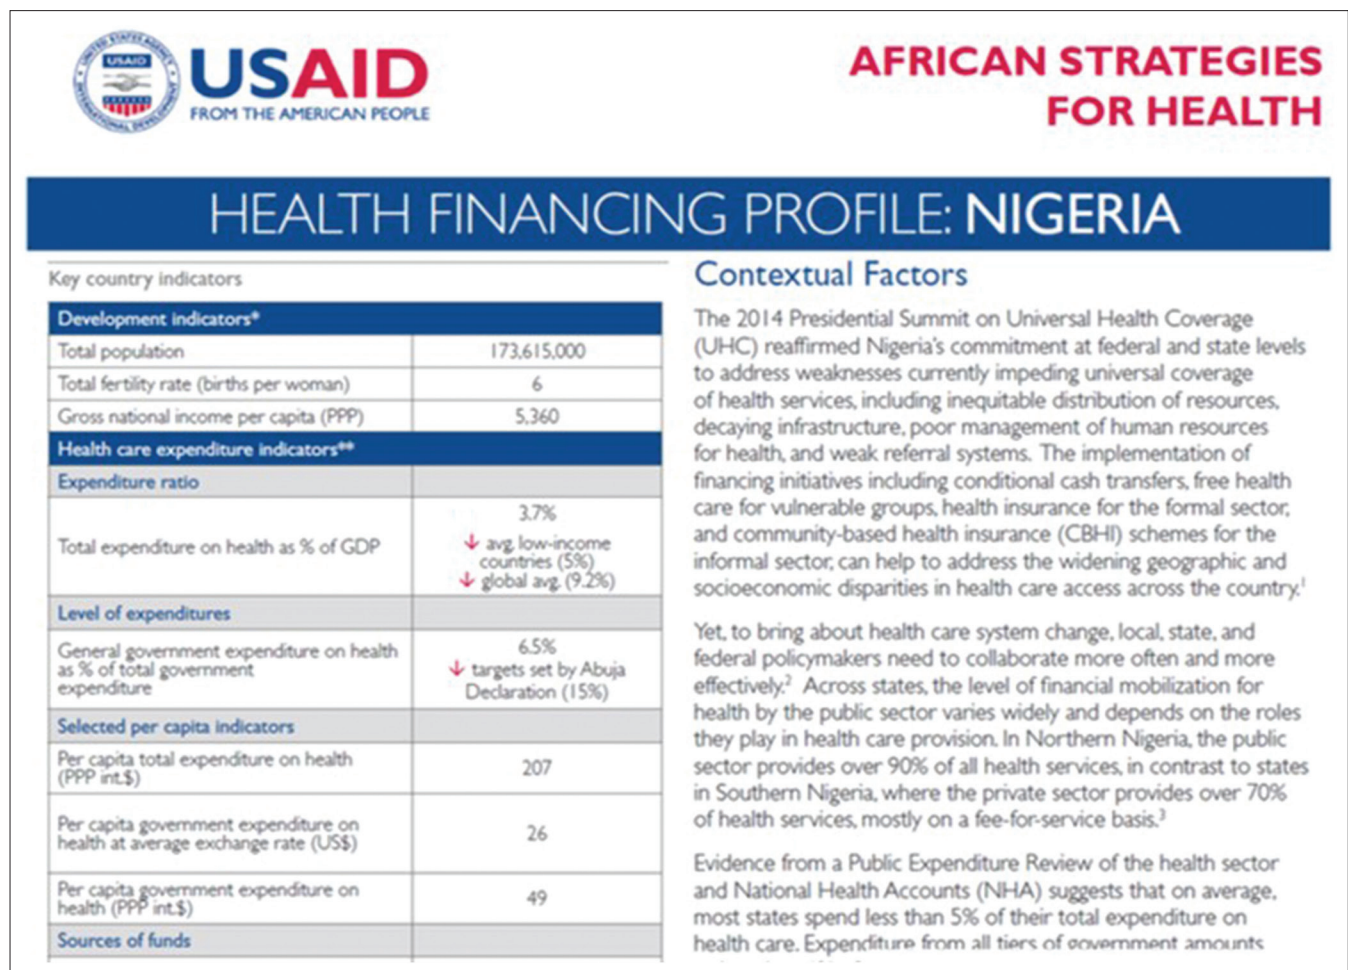 UNITED STATES AGENCY
USAID
INTERNATIONAL DEVELOPMENT
USAID
FROM THE AMERICAN PEOPLE
AFRICAN STRATEGIES
FOR HEALTH
HEALTH FINANCING PROFILE: NIGERIA
Key country indicators
Development indicators*
Total population 173,615,000
Total fertility rate (births per woman) 6
Gross national income per capita (PPP) 5,360
Health care expenditure indicators**
Expenditure ratio
Total expenditure on health as % of GDP
3.7%
↓ avg. low-income
countries (5%)
↓ global avg. (9.2%)
Level of expenditures
General government expenditure on health
as % of total government
expenditure
6.5%
↓ targets set by Abuja
Declaration (15%)
Selected per capita indicators
Per capita total expenditure on health
(PPP int.$)
207
Per capita government expenditure on
health at average exchange rate (US$)
26
Per capita government expenditure on
health (PPP int.$)
49
Sources of funds
Contextual Factors
The 2014 Presidential Summit on Universal Health Coverage
(UHC) reaffirmed Nigeria's commitment at federal and state levels
to address weaknesses currently impeding universal coverage
of health services, including inequitable distribution of resources,
decaying infrastructure, poor management of human resources
for health, and weak referral systems. The implementation of
financing initiatives including conditional cash transfers, free health
care for vulnerable groups, health insurance for the formal sector,
and community-based health insurance (CBHI) schemes for the
informal sector, can help to address the widening geographic and
socioeconomic disparities in health care access across the country.¹
Yet, to bring about health care system change, local, state, and
federal policymakers need to collaborate more often and more
effectively.² Across states, the level of financial mobilization for
health by the public sector varies widely and depends on the roles
they play in health care provision. In Northern Nigeria, the public
sector provides over 90% of all health services, in contrast to states
in Southern Nigeria, where the private sector provides over 70%
of health services, mostly on a fee-for-service basis.³
Evidence from a Public Expenditure Review of the health sector
and National Health Accounts (NHA) suggests that on average,
most states spend less than 5% of their total expenditure on
health care. Expenditure from all tiers of government amounts